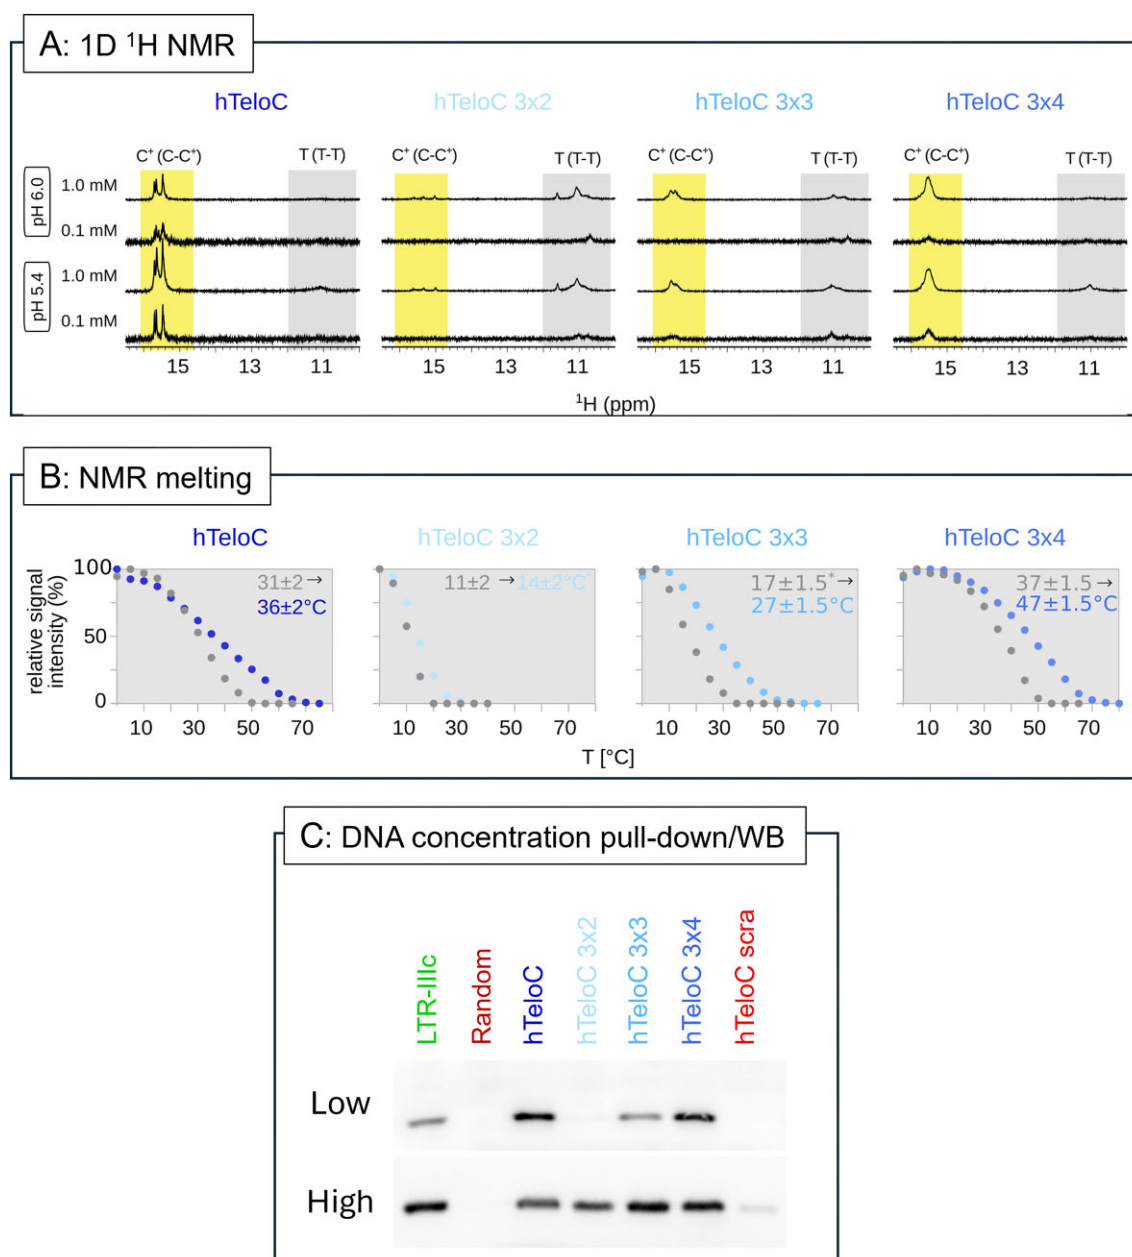 A: 1D ¹H NMR
hTeloC hTeloC 3x2 hTeloC 3x3 hTeloC 3x4
C⁺ (C-C⁺) T (T-T) C⁺ (C-C⁺) T (T-T) C⁺ (C-C⁺) T (T-T) C⁺ (C-C⁺) T (T-T)
pH 6.0
1.0 mM
0.1 mM
pH 5.4
1.0 mM
0.1 mM
15 13 11 15 13 11 15 13 11 15 13 11
¹H (ppm)
B: NMR melting
hTeloC hTeloC 3x2 hTeloC 3x3 hTeloC 3x4
relative signal
intensity (%)
100
50
0
31±2 →
36±2°C
11±2 → 14±2°C*
17±1.5*→
27±1.5°C
37±1.5→
47±1.5°C
10 30 50 70 10 30 50 70 10 30 50 70 10 30 50 70
T [°C]
C: DNA concentration pull-down/WB
LTR-IIIc
Random
hTeloC
hTeloC 3x2
hTeloC 3x3
hTeloC 3x4
hTeloC scra
Low
High